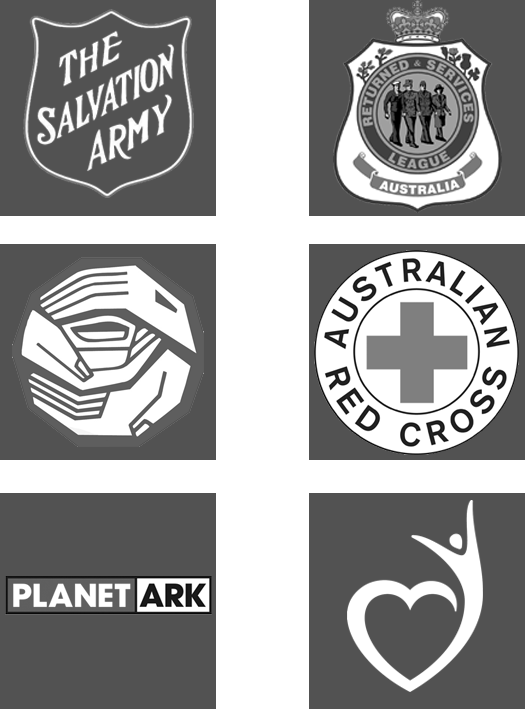 THE
SALVATION
ARMY
RETURNED & SERVICES
LEAGUE
AUSTRALIA
AUSTRALIAN
RED CROSS
PLANET ARK